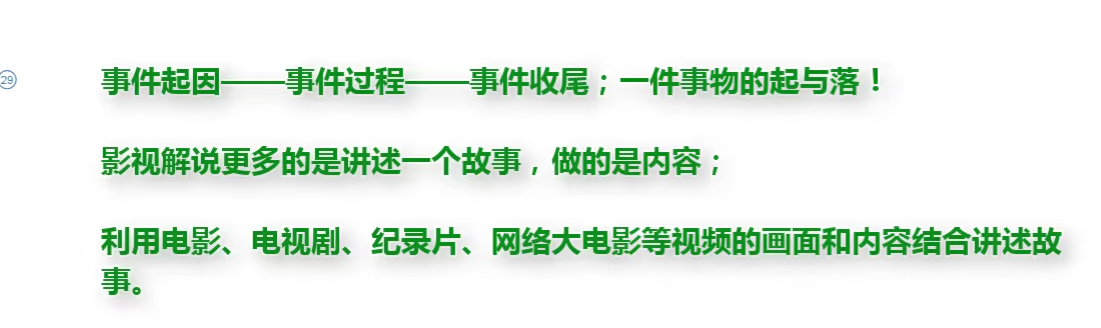 29
事件起因——事件过程——事件收尾；一件事物的起与落！
影视解说更多的是讲述一个故事，做的是内容；
利用电影、电视剧、纪录片、网络大电影等视频的画面和内容结合讲述故
事。